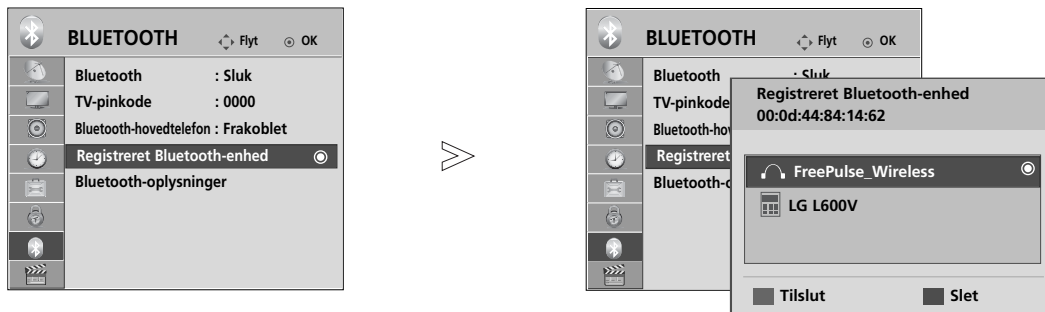 BLUETOOTH Flyt OK
Bluetooth : Sluk
TV-pinkode : 0000
Bluetooth-hovedtelefon : Frakoblet
Registreret Bluetooth-enhed
Bluetooth-oplysninger
BLUETOOTH Flyt OK
Bluetooth : Sluk
TV-pinkode
Bluetooth-hov
Registreret
Bluetooth-o
Registreret Bluetooth-enhed
00:0d:44:84:14:62
FreePulse_Wireless
LG L600V
Tilslut Slet